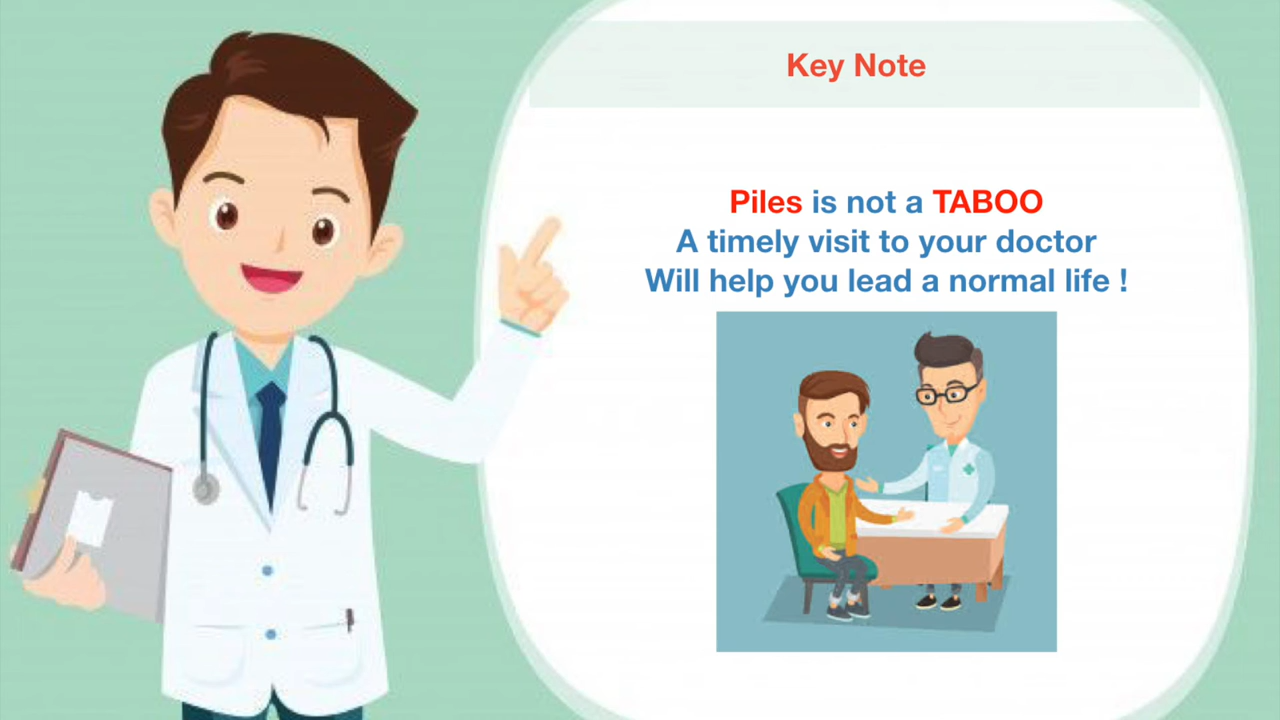 Key Note
Piles is not a TABOO
A timely visit to your doctor
Will help you lead a normal life !